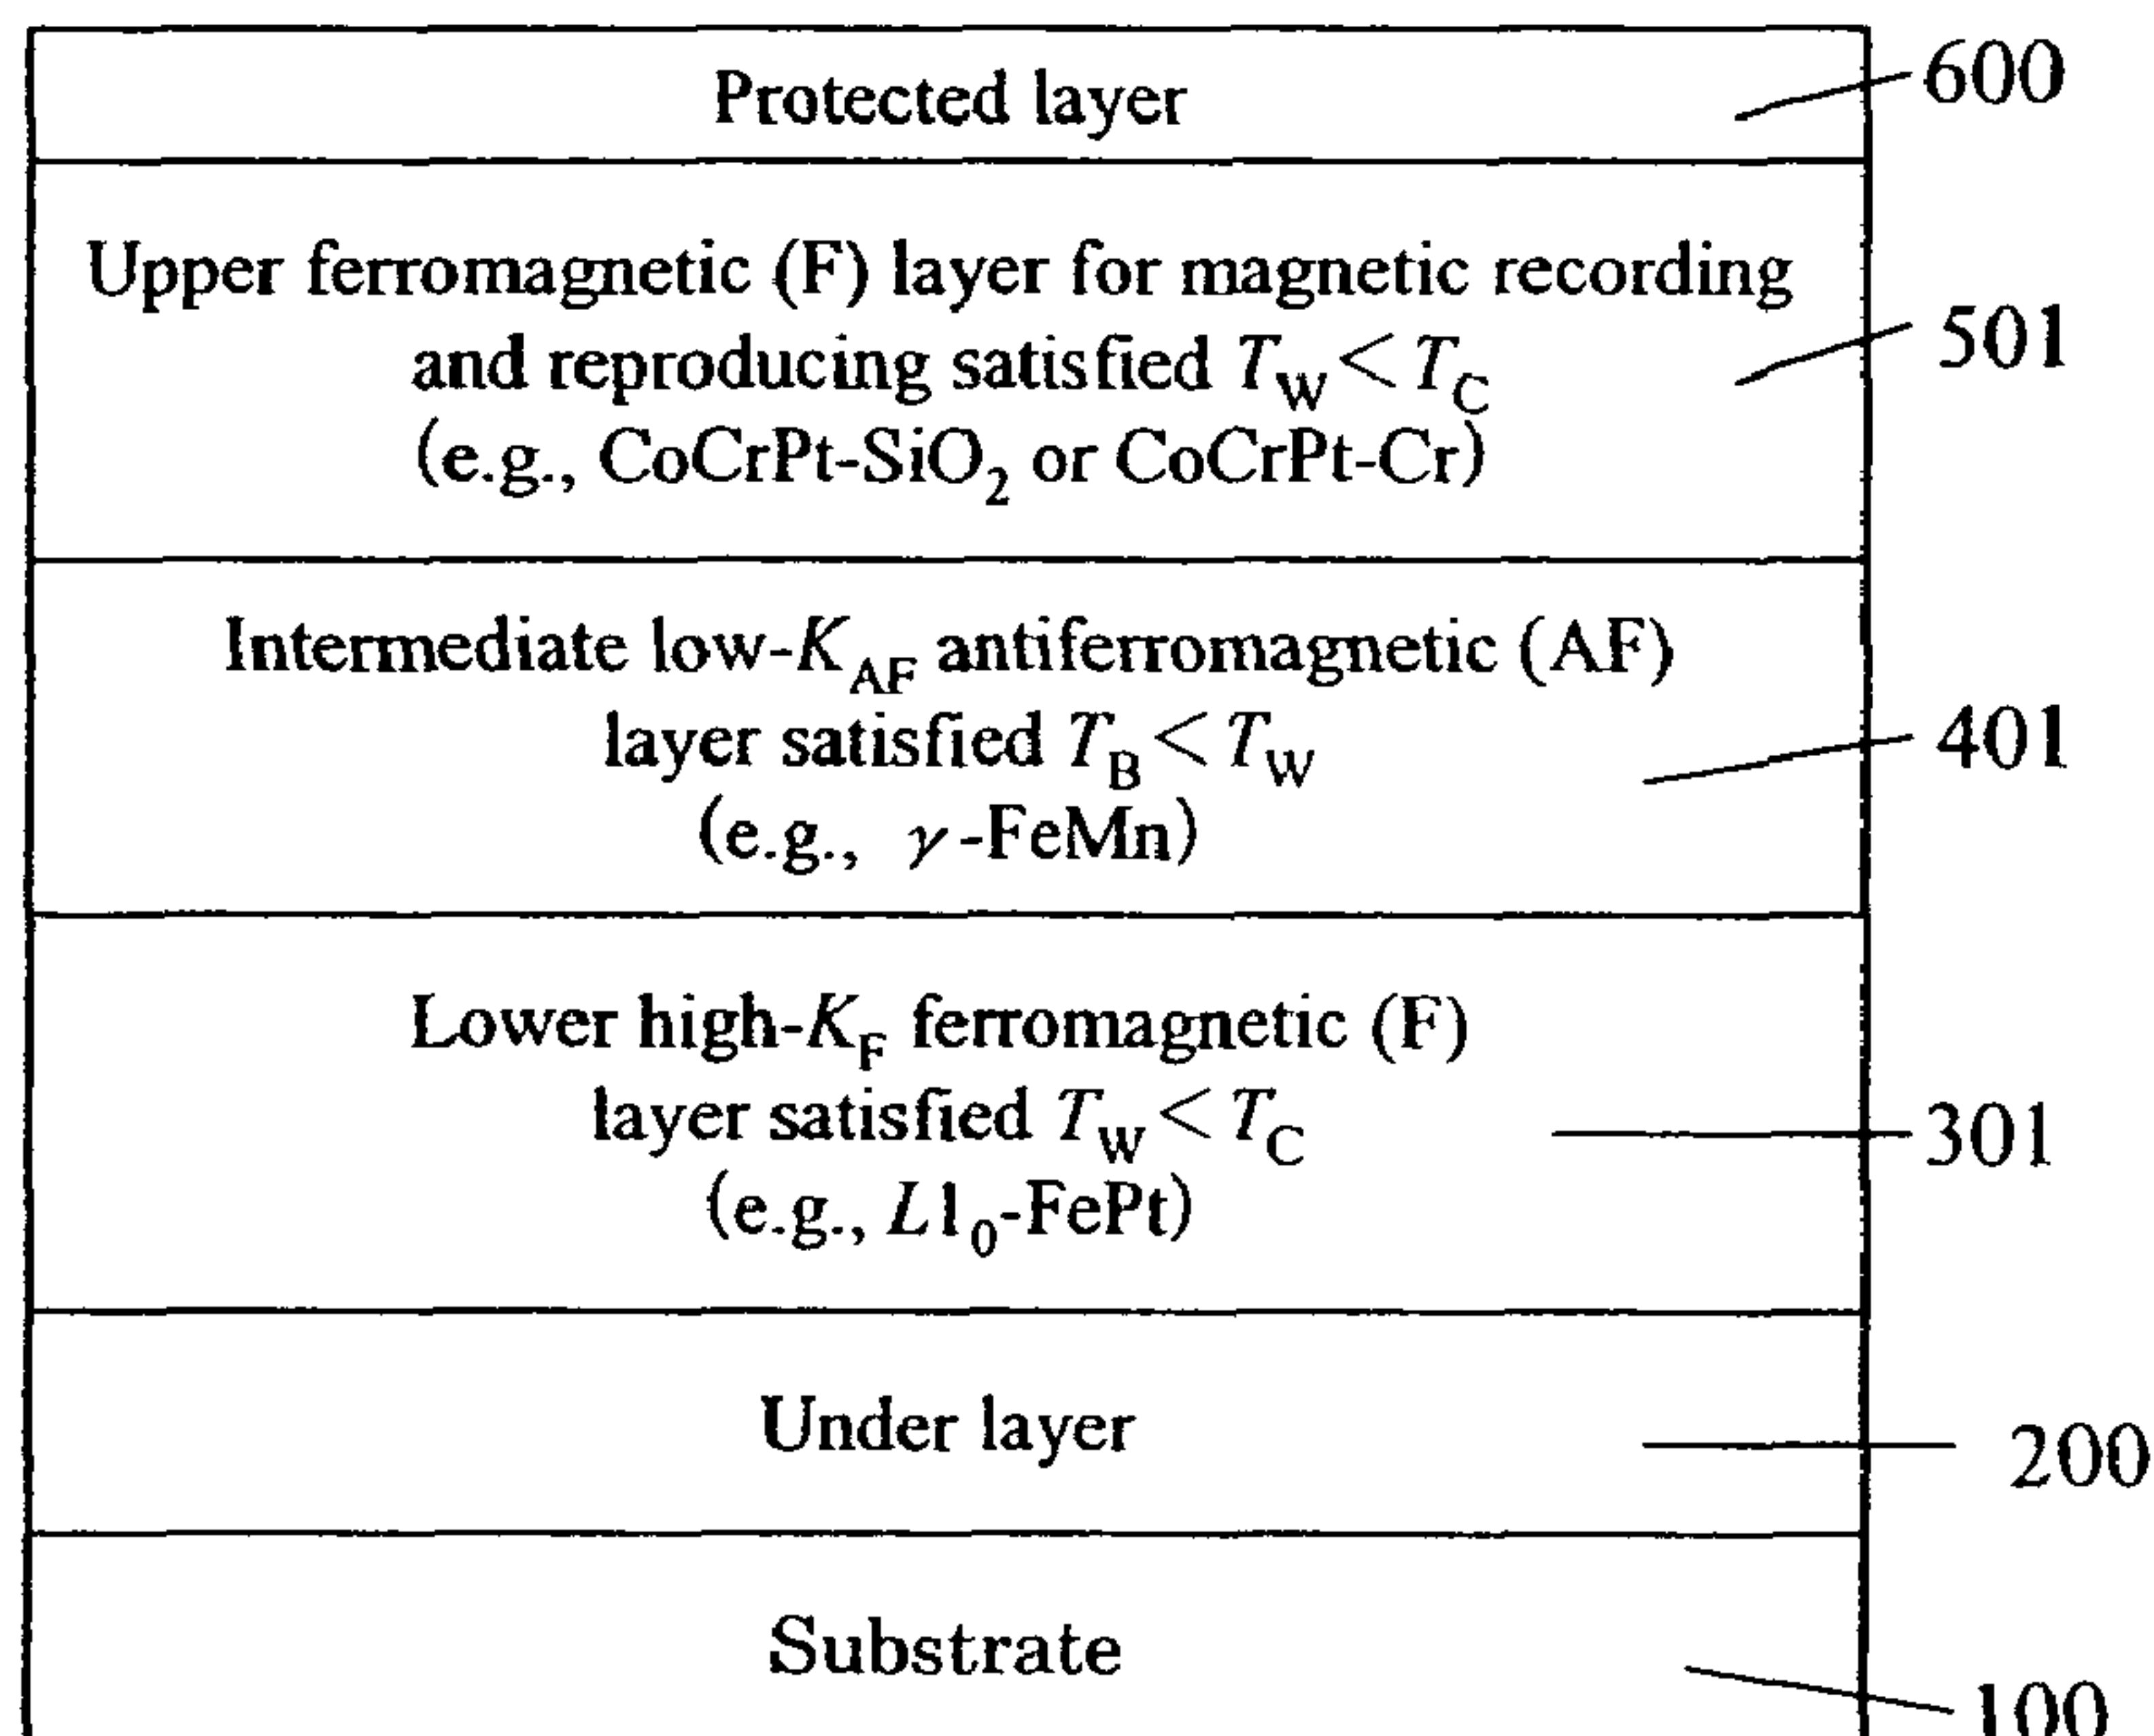 Protected layer
600
Upper ferromagnetic (F) layer for magnetic recording
and reproducing satisfied T_W < T_C
(e.g., CoCrPt-SiO₂ or CoCrPt-Cr)
501
Intermediate low-K_AF antiferromagnetic (AF)
layer satisfied T_B < T_W
(e.g., γ-FeMn)
401
Lower high-K_F ferromagnetic (F)
layer satisfied T_W < T_C
(e.g., L1₀-FePt)
301
Under layer
200
Substrate
100